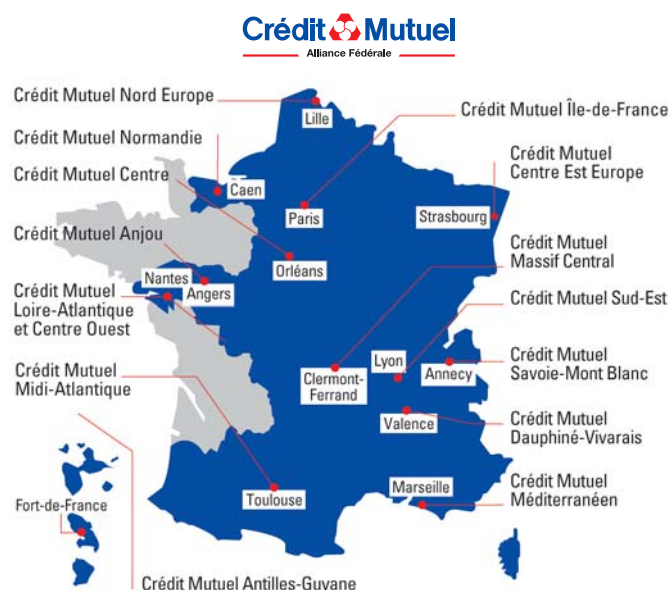 Crédit Mutuel
Alliance Fédérale
Crédit Mutuel Nord Europe
Lille
Crédit Mutuel Île-de-France
Crédit Mutuel Normandie
Crédit Mutuel
Centre Est Europe
Crédit Mutuel Centre
Caen
Paris
Strasbourg
Crédit Mutuel Anjou
Crédit Mutuel
Massif Central
Orléans
Nantes
Angers
Crédit Mutuel
Loire-Atlantique
et Centre Ouest
Crédit Mutuel Sud-Est
Lyon
Annecy
Crédit Mutuel
Savoie-Mont Blanc
Crédit Mutuel
Midi-Atlantique
Clermont-
Ferrand
Valence
Crédit Mutuel
Dauphiné-Vivarais
Marseille
Crédit Mutuel
Méditerranéen
Toulouse
Fort-de-France
Crédit Mutuel Antilles-Guyane